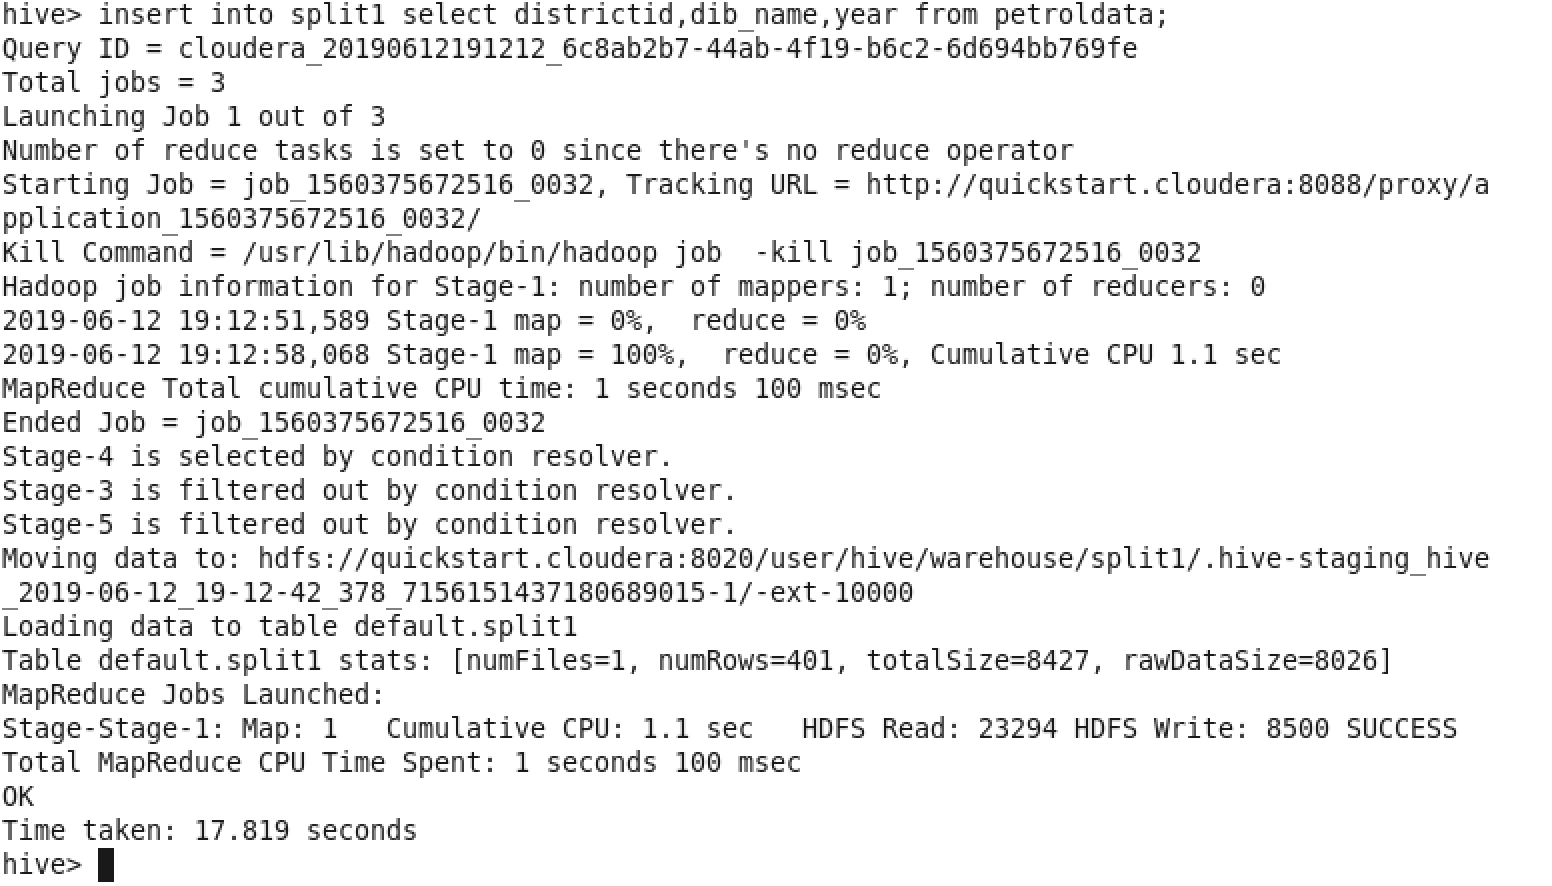 hive> insert into split1 select districtid,dib_name,year from petroldata;
Query ID = cloudera_20190612191212_6c8ab2b7-44ab-4f19-b6c2-6d694bb769fe
Total jobs = 3
Launching Job 1 out of 3
Number of reduce tasks is set to 0 since there's no reduce operator
Starting Job = job_1560375672516_0032, Tracking URL = http://quickstart.cloudera:8088/proxy/a
pplication_1560375672516_0032/
Kill Command = /usr/lib/hadoop/bin/hadoop job  -kill job_1560375672516_0032
Hadoop job information for Stage-1: number of mappers: 1; number of reducers: 0
2019-06-12 19:12:51,589 Stage-1 map = 0%,  reduce = 0%
2019-06-12 19:12:58,068 Stage-1 map = 100%,  reduce = 0%, Cumulative CPU 1.1 sec
MapReduce Total cumulative CPU time: 1 seconds 100 msec
Ended Job = job_1560375672516_0032
Stage-4 is selected by condition resolver.
Stage-3 is filtered out by condition resolver.
Stage-5 is filtered out by condition resolver.
Moving data to: hdfs://quickstart.cloudera:8020/user/hive/warehouse/split1/.hive-staging_hive
_2019-06-12_19-12-42_378_7156151437180689015-1/-ext-10000
Loading data to table default.split1
Table default.split1 stats: [numFiles=1, numRows=401, totalSize=8427, rawDataSize=8026]
MapReduce Jobs Launched:
Stage-Stage-1: Map: 1   Cumulative CPU: 1.1 sec   HDFS Read: 23294 HDFS Write: 8500 SUCCESS
Total MapReduce CPU Time Spent: 1 seconds 100 msec
OK
Time taken: 17.819 seconds
hive>